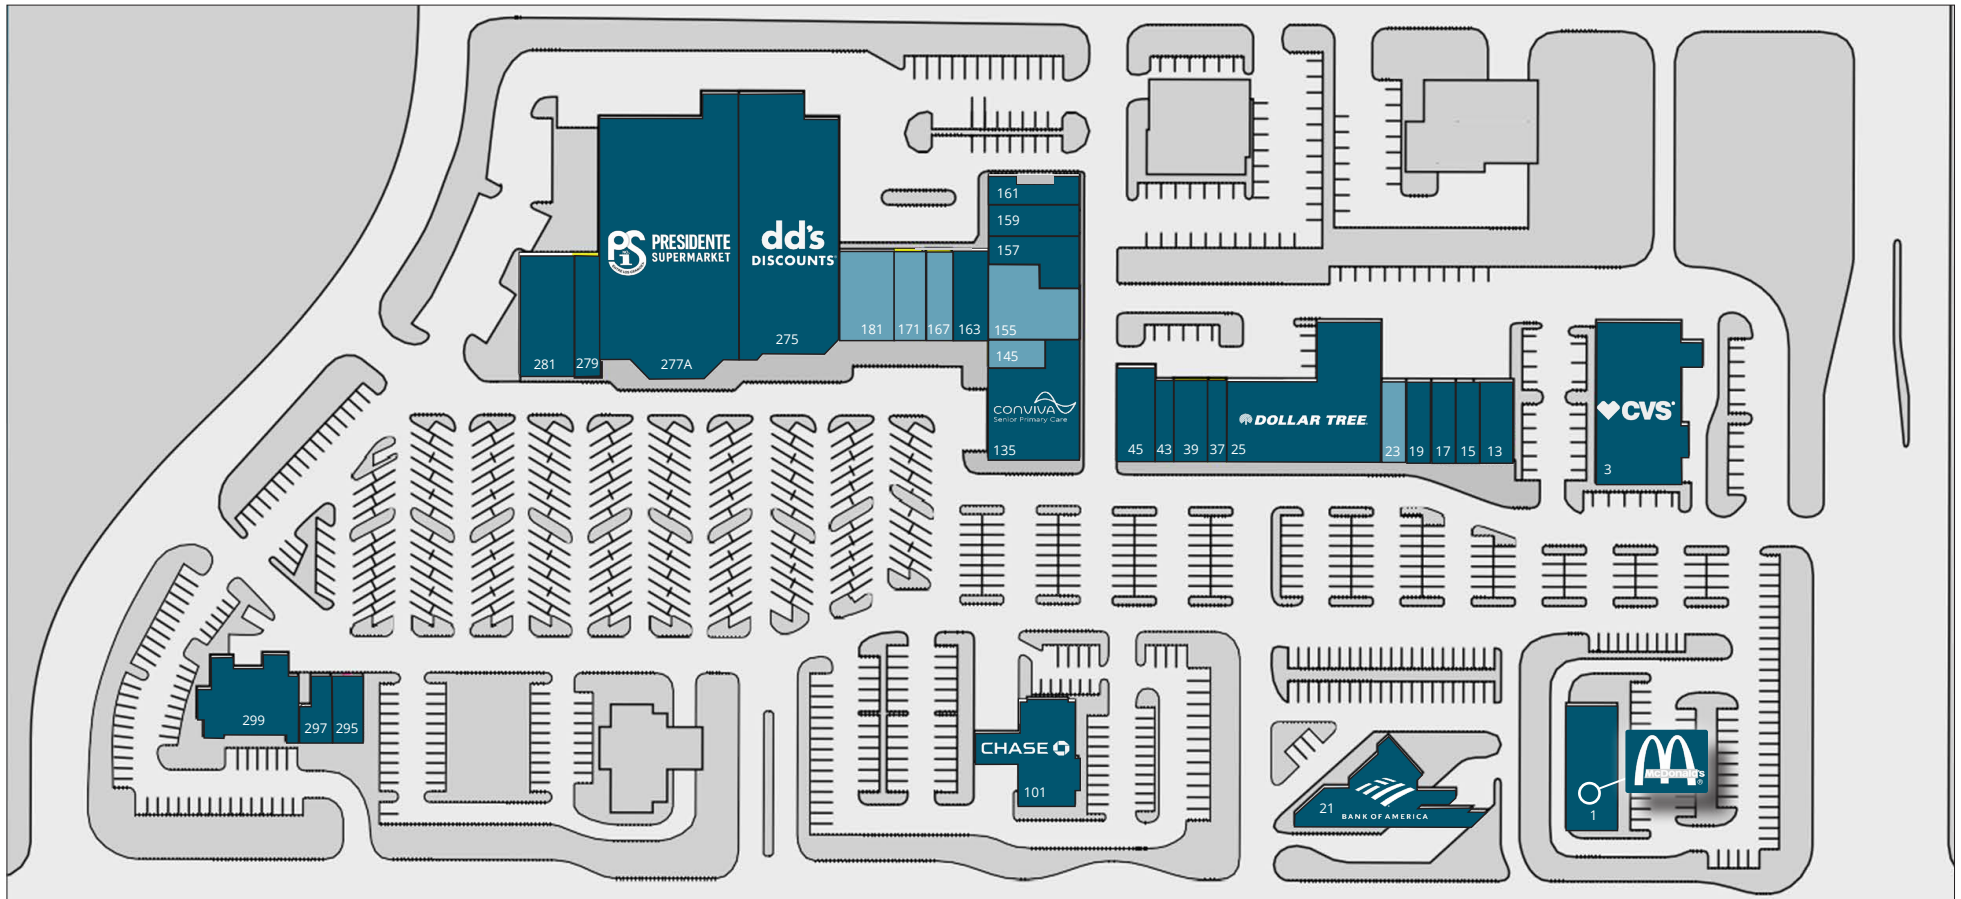 161
159
157
PiS PRESIDENTE
SUPERMARKET
dd's
DISCOUNTS
281
279
277A
275
181
171
167
163
155
145
CONVIVA
Senior Primary Care
135
45
43
39
37
25
DOLLAR TREE
23
19
17
15
13
CVS
3
299
297
295
CHASE
101
21
BANK OF AMERICA
McDonald's
1